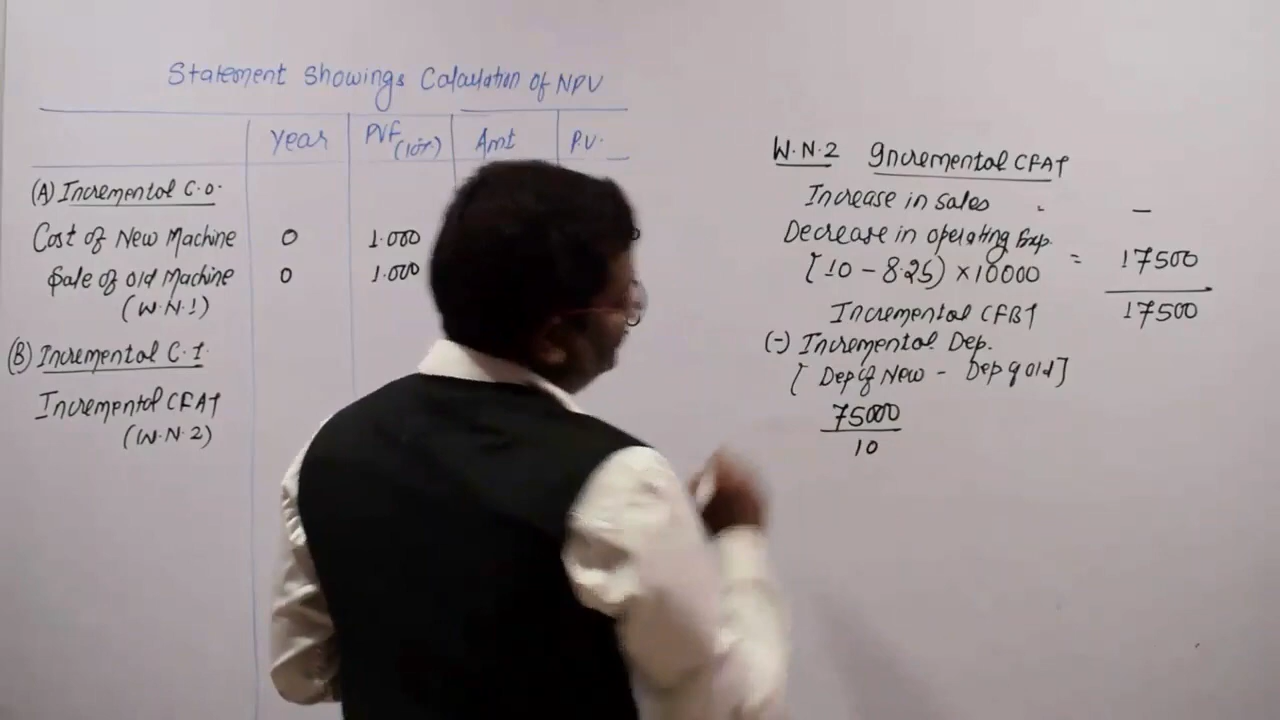 Statement Showings Calculation of NPV
Year PVF (10%) Amt P.V.
(A) Incremental C.O.
Cost of New Machine 0 1.000
Sale of old Machine 0 1.000
(W.N.1)
(B) Incremental C.I.
Incremental CFAT
(W.N.2)
W.N.2 Incremental CFAT
Increase in sales - —
Decrease in operating Exp.
[10 - 8.25) × 10000 = 17500
Incremental CFBT 17500
(-) Incremental Dep.
[Dep of New - Dep of old]
75000
10